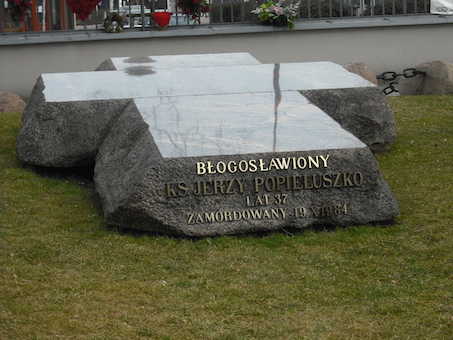 BŁOGOSŁAWIONY
KS JERZY POPIEŁUSZKO
LAT 37
ZAMORDOWANY 19 X 1984